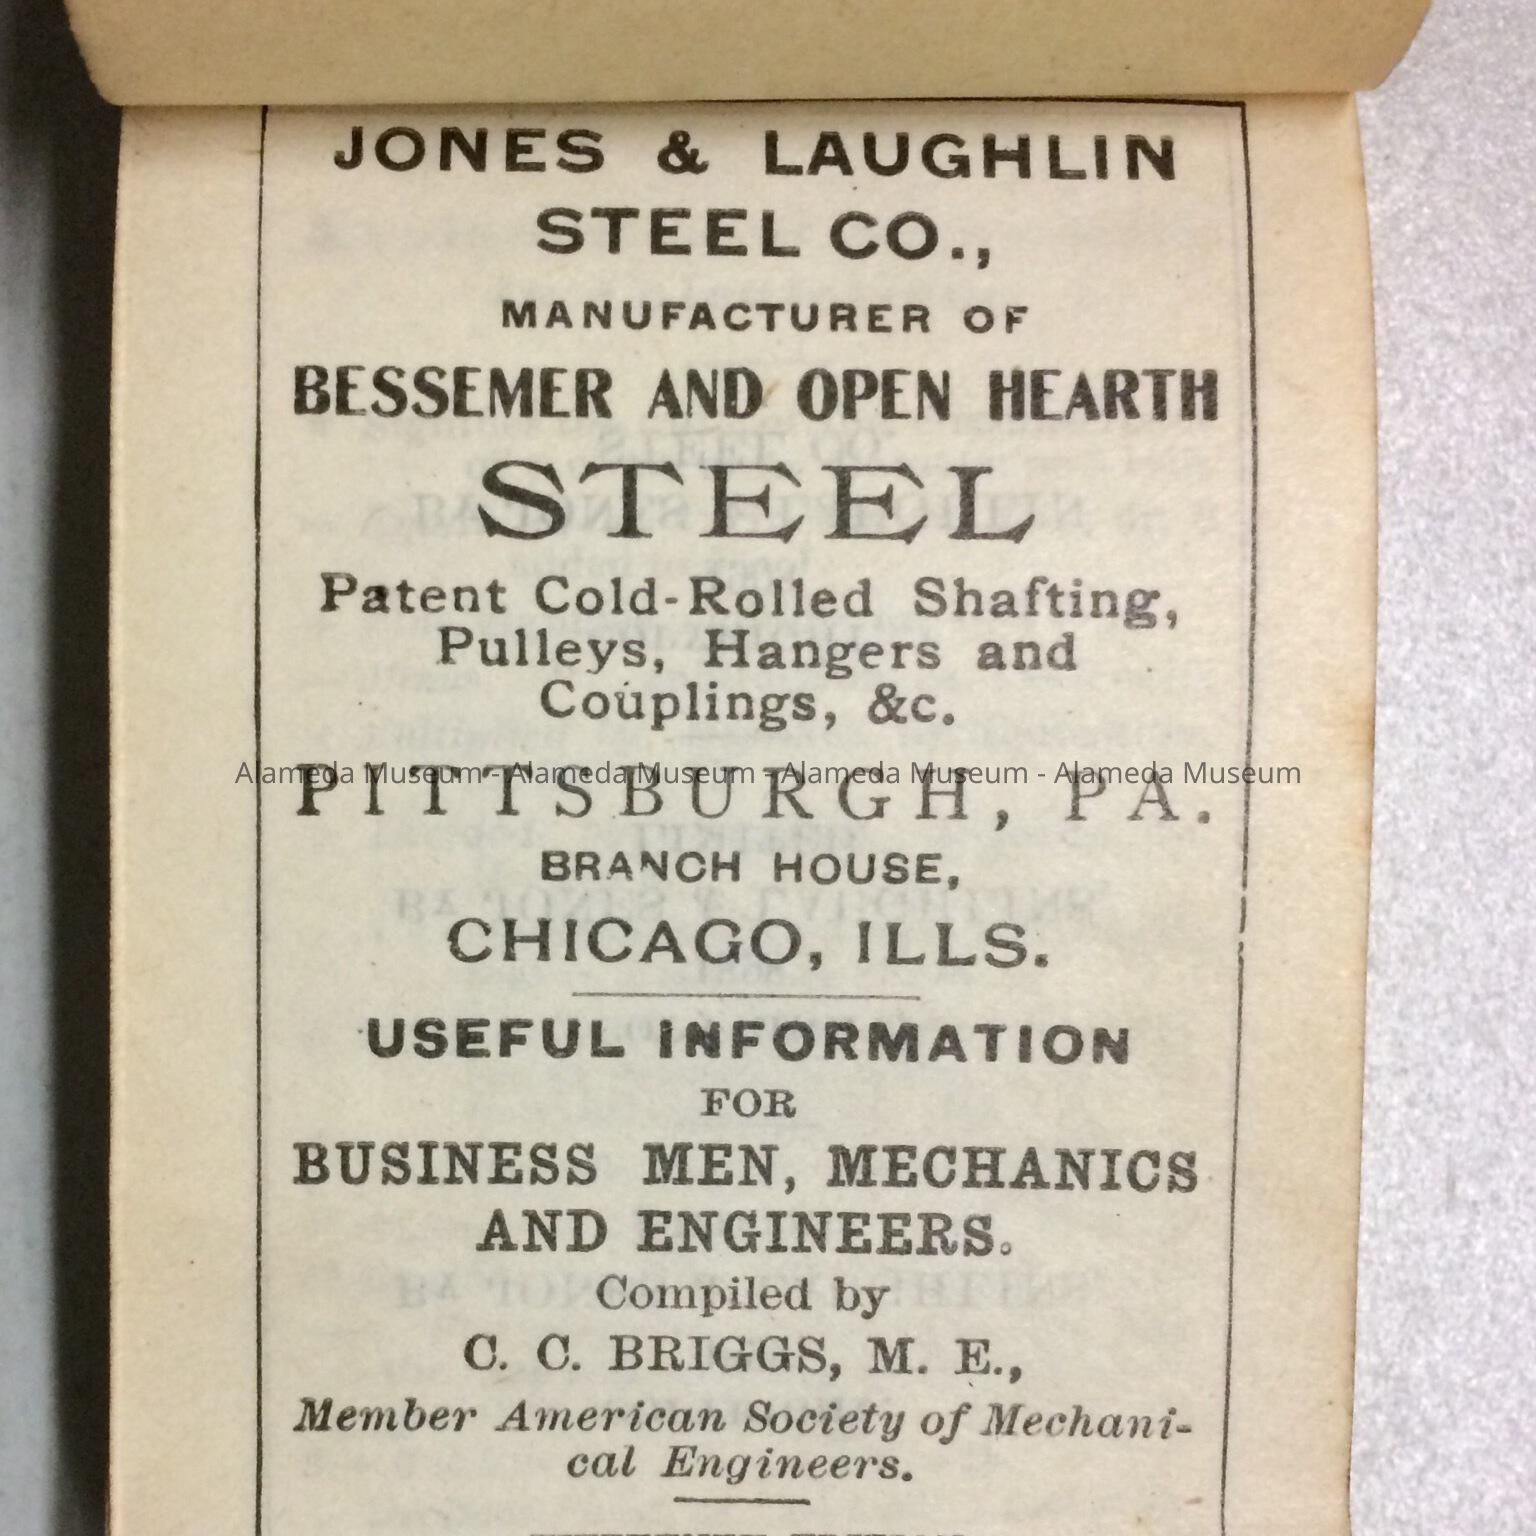 JONES & LAUGHLIN
STEEL CO.,
MANUFACTURER OF
BESSEMER AND OPEN HEARTH
STEEL
Patent Cold-Rolled Shafting,
Pulleys, Hangers and
Couplings, &c.
Alameda Museum - Alameda Museum - Alameda Museum - Alameda Museum
PITTSBURGH, PA.
BRANCH HOUSE,
CHICAGO, ILLS.
USEFUL INFORMATION
FOR
BUSINESS MEN, MECHANICS
AND ENGINEERS.
Compiled by
C. C. BRIGGS, M. E.,
Member American Society of Mechani-
cal Engineers.